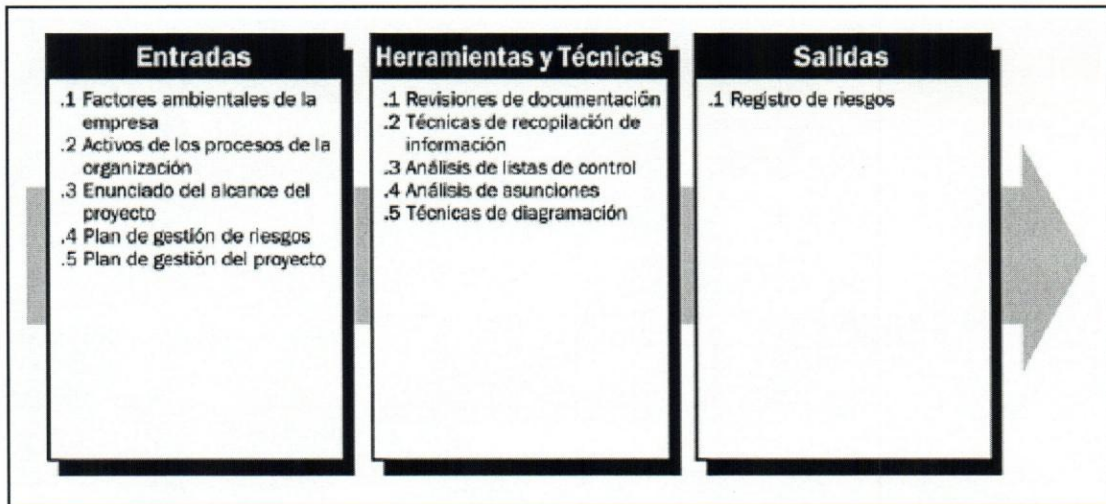 Entradas
.1 Factores ambientales de la
empresa
.2 Activos de los procesos de la
organización
.3 Enunciado del alcance del
proyecto
.4 Plan de gestión de riesgos
.5 Plan de gestión del proyecto
Herramientas y Técnicas
.1 Revisiones de documentación
.2 Técnicas de recopilación de
información
.3 Análisis de listas de control
.4 Análisis de asunciones
.5 Técnicas de diagramación
Salidas
.1 Registro de riesgos